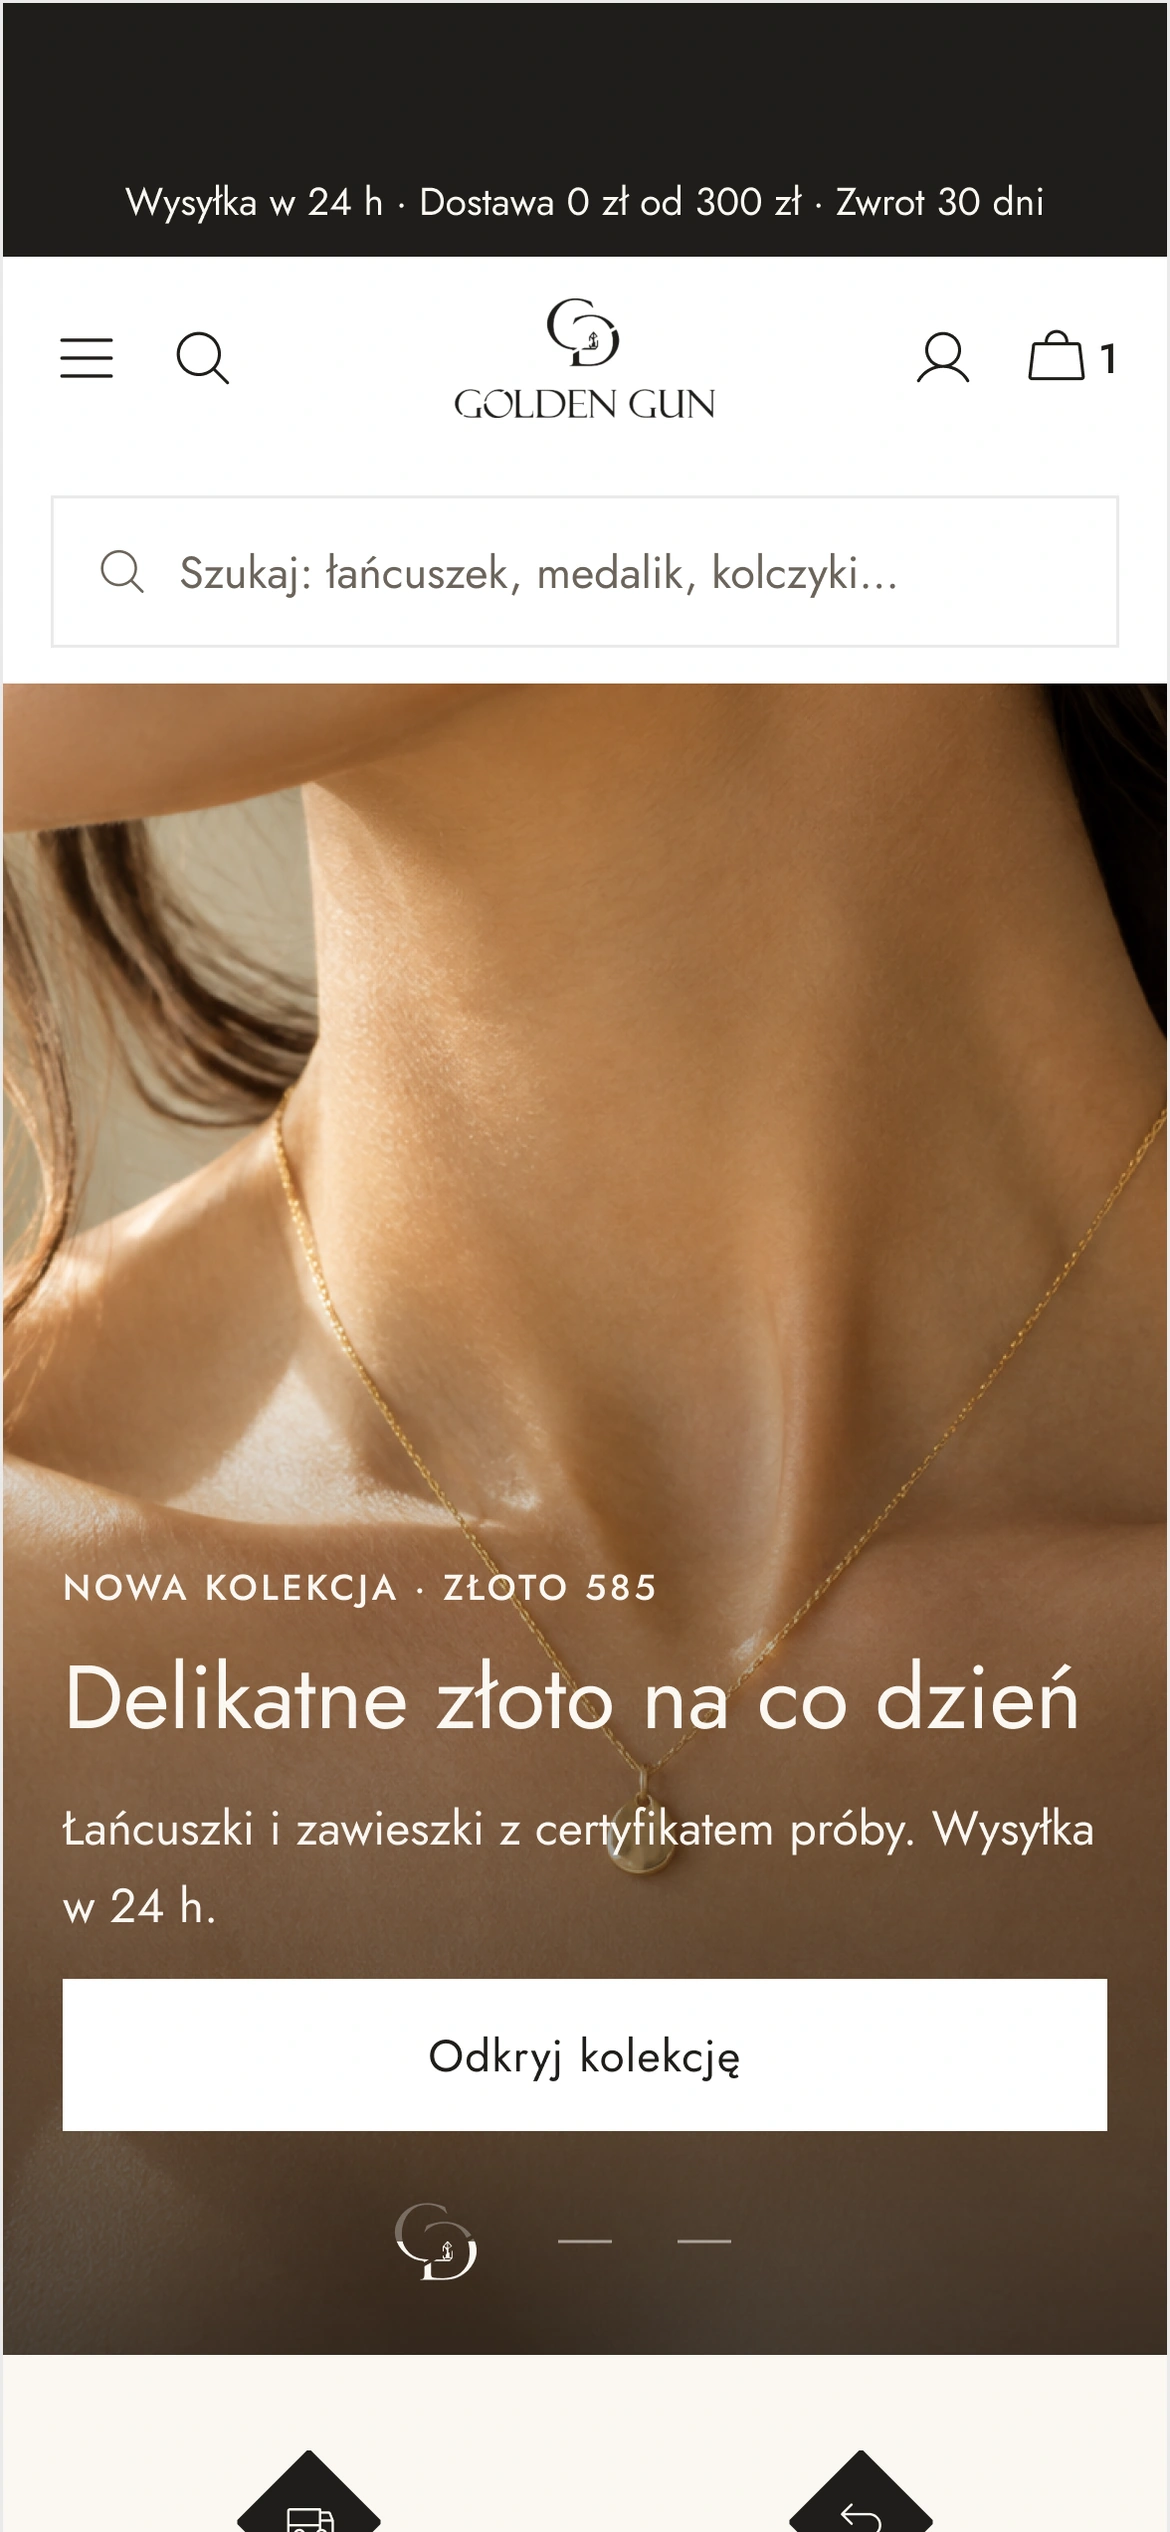 Wysyłka w 24 h · Dostawa 0 zł od 300 zł · Zwrot 30 dni
GOLDEN GUN
1
Szukaj: łańcuszek, medalik, kolczyki...
NOWA KOLEKCJA · ZŁOTO 585
Delikatne złoto na co dzień
Łańcuszki i zawieszki z certyfikatem próby. Wysyłka
w 24 h.
Odkryj kolekcję